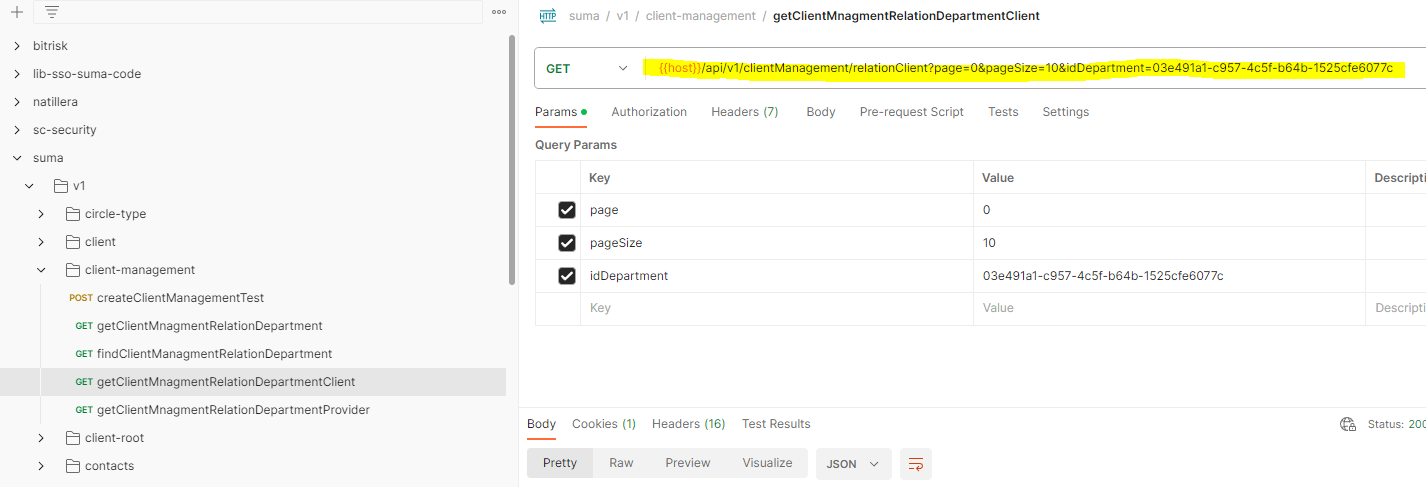 bitrisk
lib-sso-suma-code
natillera
sc-security
suma
v1
circle-type
client
client-management
POST createClientManagementTest
GET getClientMnagmentRelationDepartment
GET findClientManagmentRelationDepartment
GET getClientMnagmentRelationDepartmentClient
GET getClientMnagmentRelationDepartmentProvider
client-root
contacts
HTTP suma / v1 / client-management / getClientMnagmentRelationDepartmentClient
GET {{host}}/api/v1/clientManagement/relationClient?page=0&pageSize=10&idDepartment=03e491a1-c957-4c5f-b64b-1525cfe6077c
Params Authorization Headers (7) Body Pre-request Script Tests Settings
Query Params
Key Value Descripti
page 0
pageSize 10
idDepartment 03e491a1-c957-4c5f-b64b-1525cfe6077c
Key Value Descripti
Body Cookies (1) Headers (16) Test Results Status: 200
Pretty Raw Preview Visualize JSON